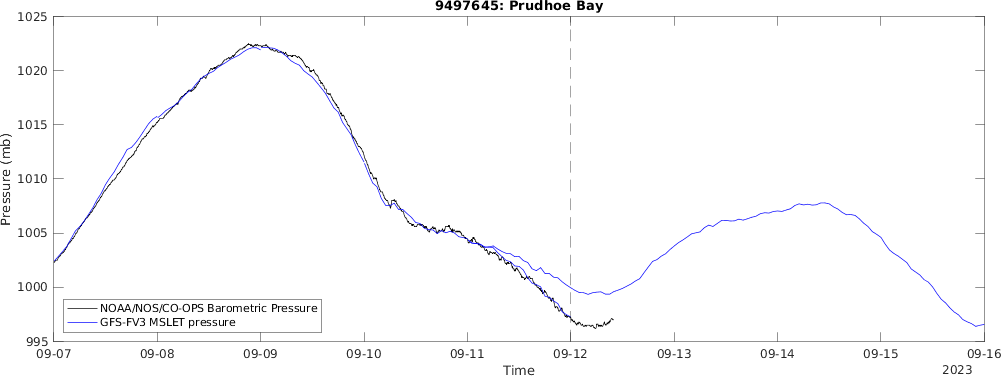 9497645: Prudhoe Bay
1025
1020
1015
1010
1005
1000
995
Pressure (mb)
NOAA/NOS/CO-OPS Barometric Pressure
GFS-FV3 MSLET pressure
09-07 09-08 09-09 09-10 09-11 09-12 09-13 09-14 09-15 09-16
Time
2023